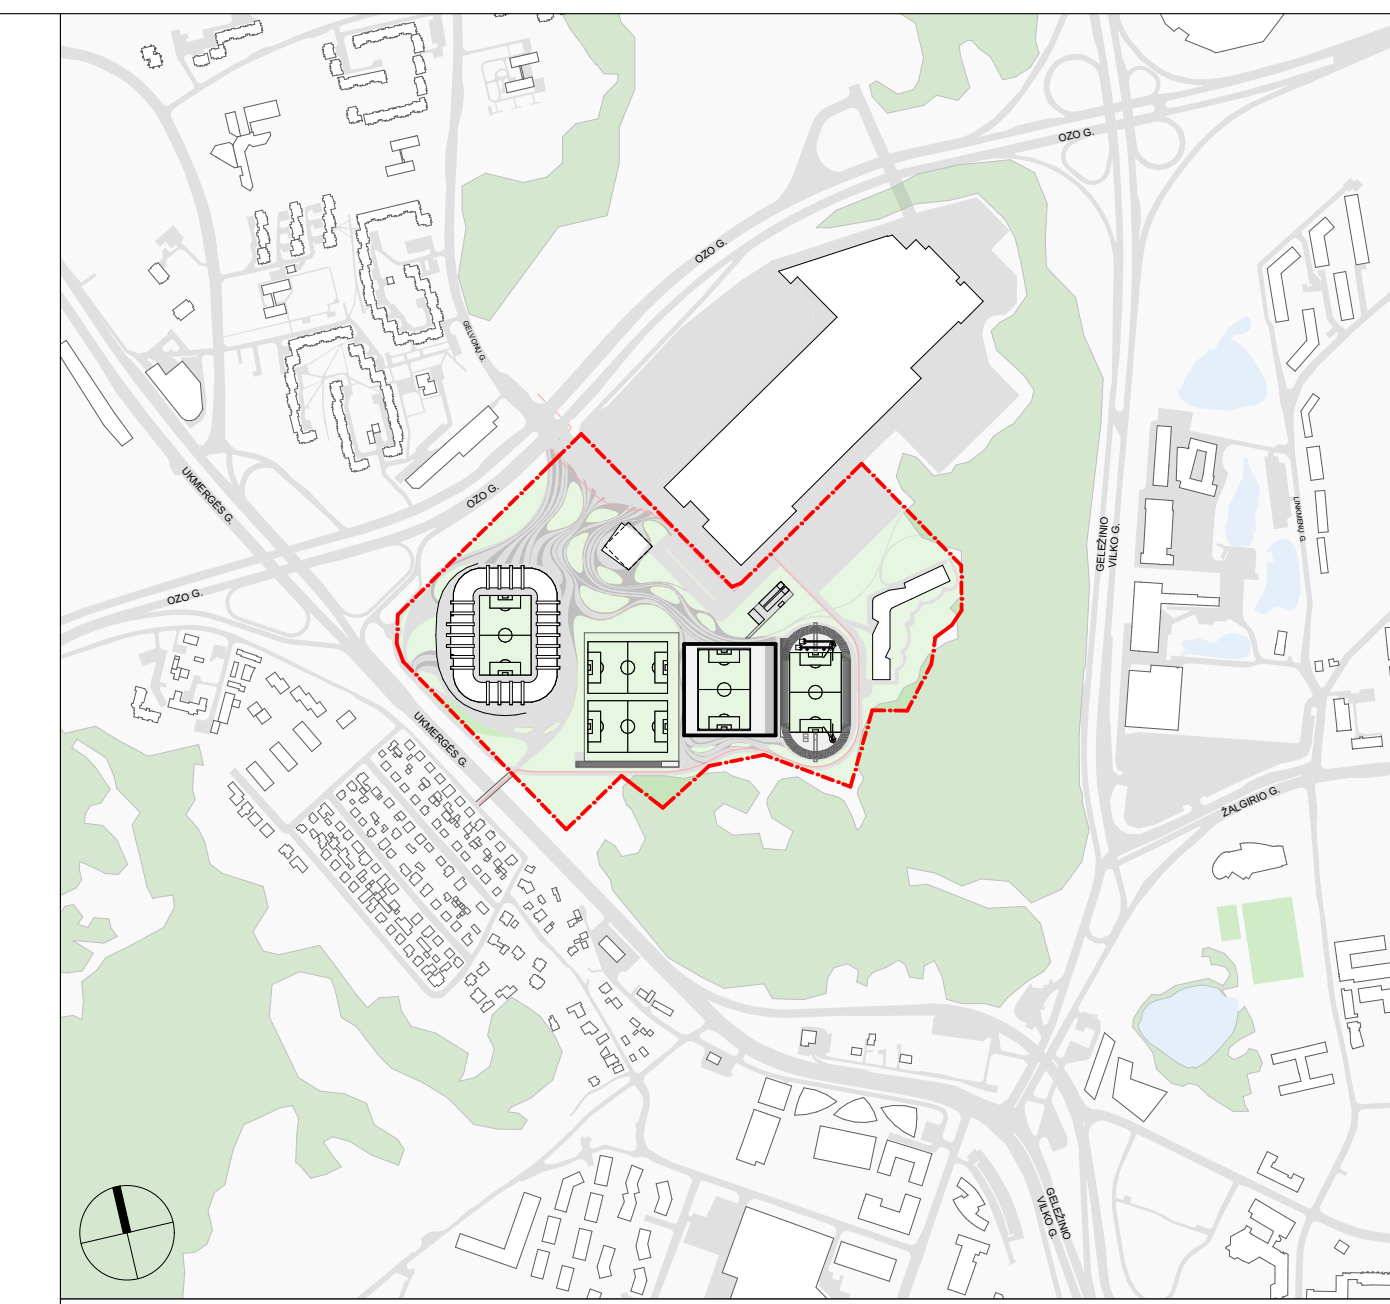 OZO G.
OZO G.
GELVONŲ G.
UKMERGĖS G.
OZO G.
LINKMENŲ G.
GELEŽINIO
VILKO G.
OZO G.
UKMERGĖS G.
ŽALGIRIO G.
GELEŽINIO
VILKO G.